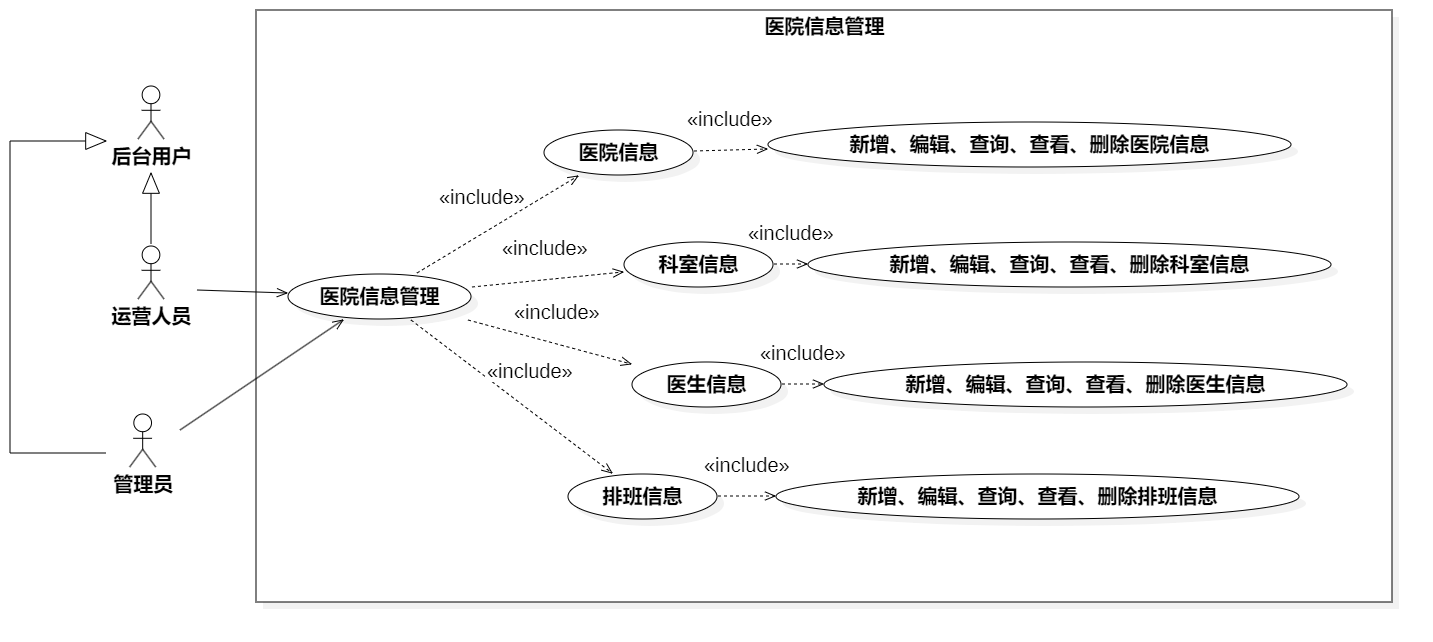 医院信息管理
后台用户
«include»
医院信息
新增、编辑、查询、查看、删除医院信息
«include»
«include»
科室信息
«include»
新增、编辑、查询、查看、删除科室信息
运营人员
医院信息管理
«include»
医生信息
«include»
新增、编辑、查询、查看、删除医生信息
«include»
管理员
排班信息
«include»
新增、编辑、查询、查看、删除排班信息